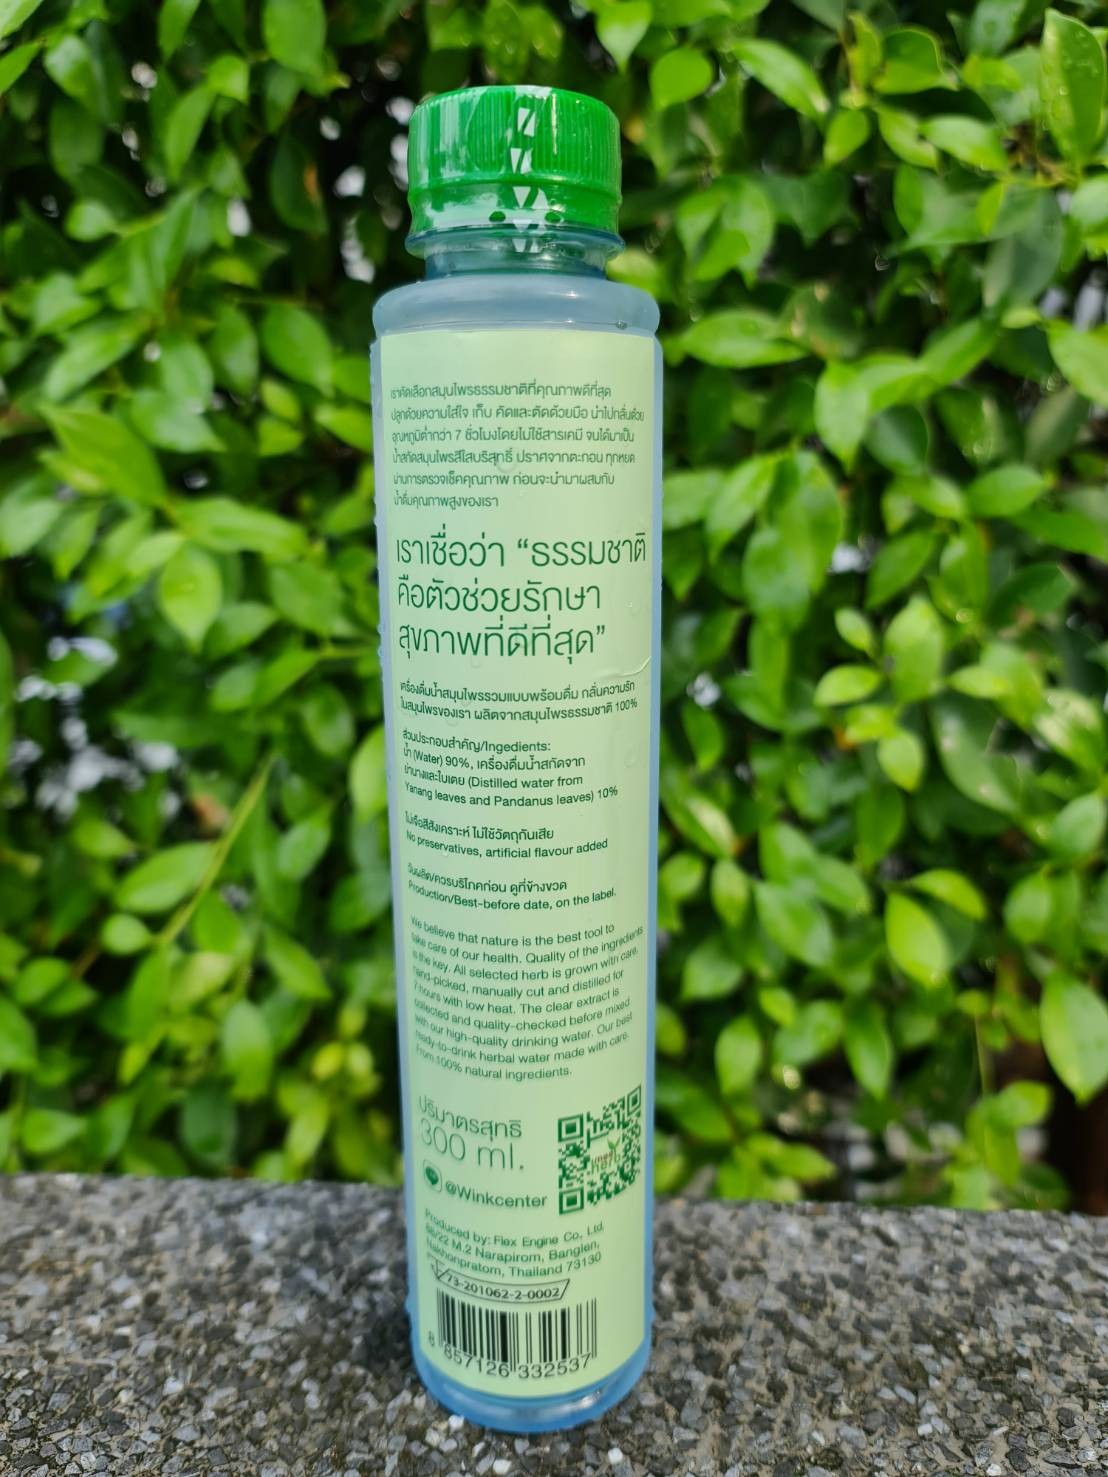 เราคัดเลือกสมุนไพรธรรมชาติที่คุณภาพดีที่สุด
ปลูกด้วยความใส่ใจ เก็บ คัดและตัดด้วยมือ นำไปกลั่นด้วย
อุณหภูมิต่ำกว่า 7 ชั่วโมงโดยไม่ใช้สารเคมี จนได้มาเป็น
น้ำสกัดสมุนไพรสีใสบริสุทธิ์ ปราศจากตะกอน ทุกหยด
ผ่านการตรวจเช็คคุณภาพ ก่อนจะนำมาผสมกับ
น้ำดื่มคุณภาพสูงของเรา
เราเชื่อว่า “ธรรมชาติ
คือตัวช่วยรักษา
สุขภาพที่ดีที่สุด”
เครื่องดื่มน้ำสมุนไพรรวมแบบพร้อมดื่ม กลั่นความรัก
ในสมุนไพรของเรา ผลิตจากสมุนไพรธรรมชาติ 100%
ส่วนประกอบสำคัญ/Ingedients:
น้ำ (Water) 90%, เครื่องดื่มน้ำสกัดจาก
ย่านางและใบเตย (Distilled water from
Yanang leaves and Pandanus leaves) 10%
ไม่เจือสีสังเคราะห์ ไม่ใช้วัตถุกันเสีย
No preservatives, artificial flavour added
วันผลิต/ควรบริโภคก่อน ดูที่ข้างขวด
Production/Best-before date, on the label.
We believe that nature is the best tool to
take care of our health. Quality of the ingredients
is the key. All selected herb is grown with care,
hand-picked, manually cut and distilled for
7 hours with low heat. The clear extract is
collected and quality-checked before mixed
with our high-quality drinking water. Our best
ready-to-drink herbal water made with care.
From 100% natural ingredients.
ปริมาตรสุทธิ
300 ml.
@Winkcenter
Produced by: Flex Engine Co., Ltd.
66/22 M.2 Narapirom, Banglen,
Nakhonpratom, Thailand 73130
73-201062-2-0002
8 857126 332537